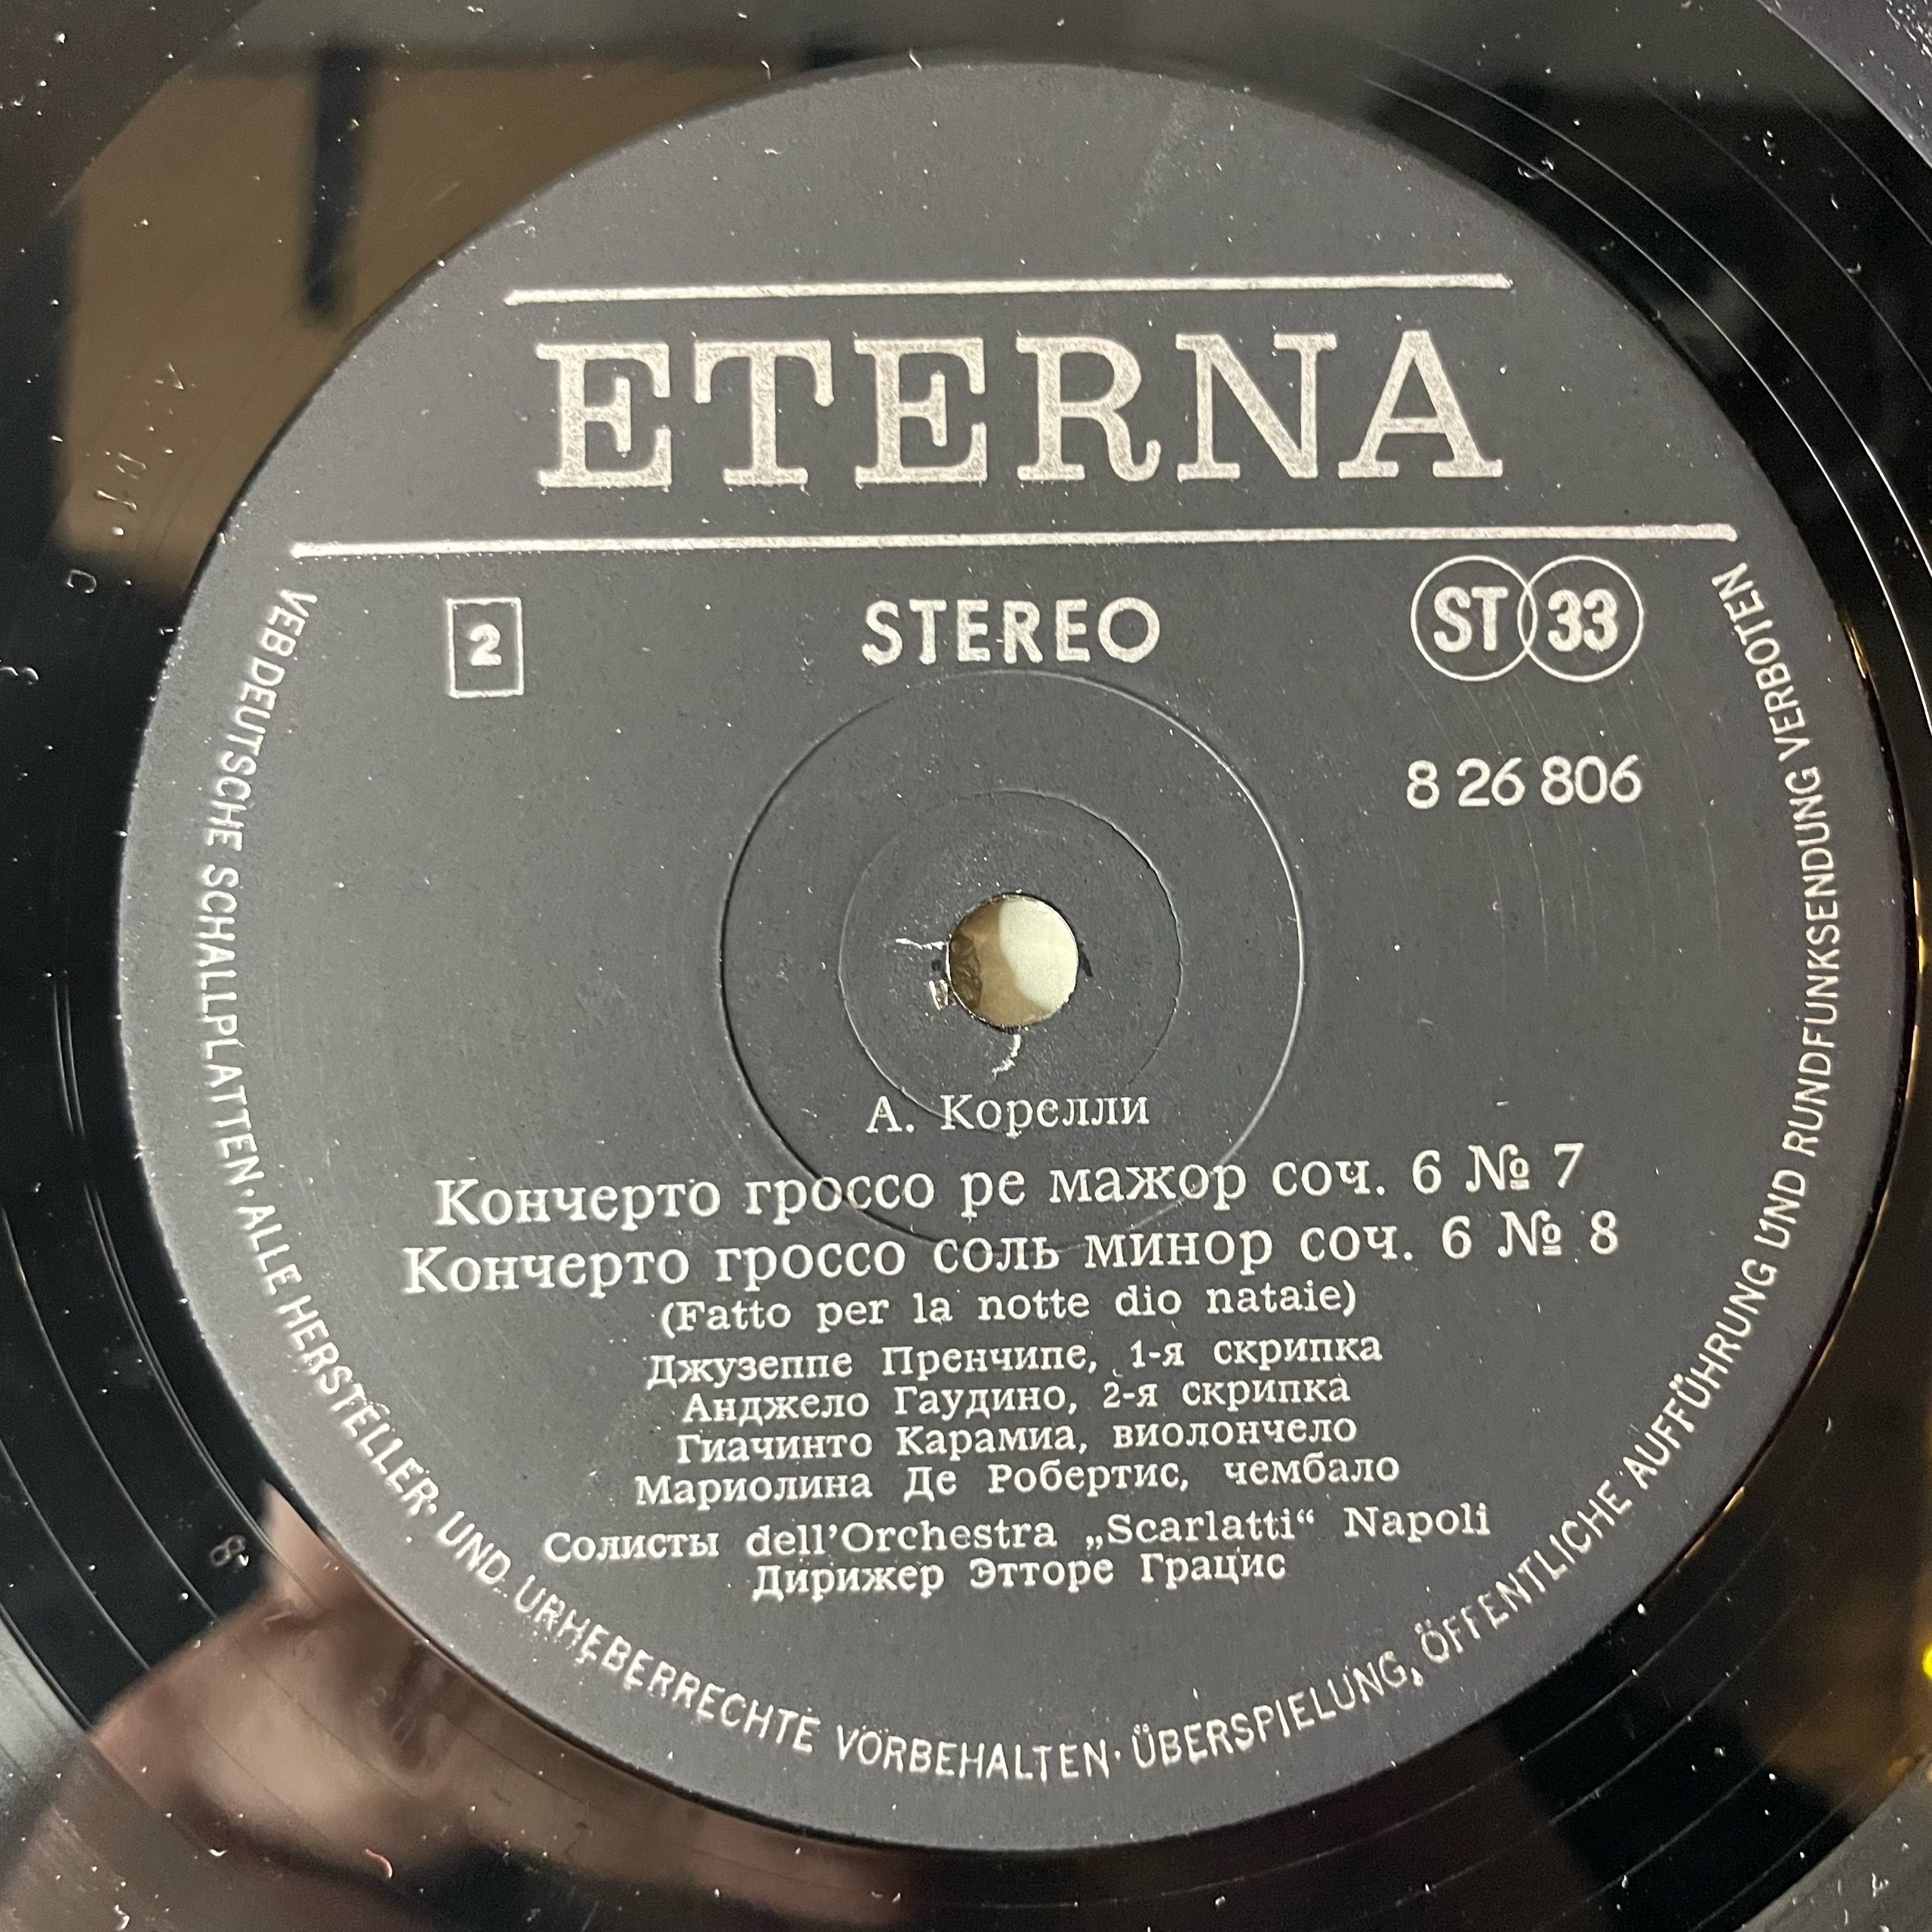 ETERNA
2
STEREO
ST 33
8 26 806
А. Корелли
Кончерто гроссо ре мажор соч. 6 № 7
Кончерто гроссо соль минор соч. 6 № 8
(Fatto per la notte dio nataie)
Джузеппе Пренчипе, 1-я скрипка
Анджело Гаудино, 2-я скрипка
Гиачинто Карамиа, виолончело
Мариолина Де Робертис, чембало
Солисты dell'Orchestra „Scarlatti“ Napoli
Дирижер Этторе Грацис
VEB DEUTSCHE SCHALLPLATTEN· ALLE HERSTELLER- UND URHEBERRECHTE VORBEHALTEN· ÜBERSPIELUNG, ÖFFENTLICHE AUFFÜHRUNG UND RUNDFUNKSENDUNG VERBOTEN